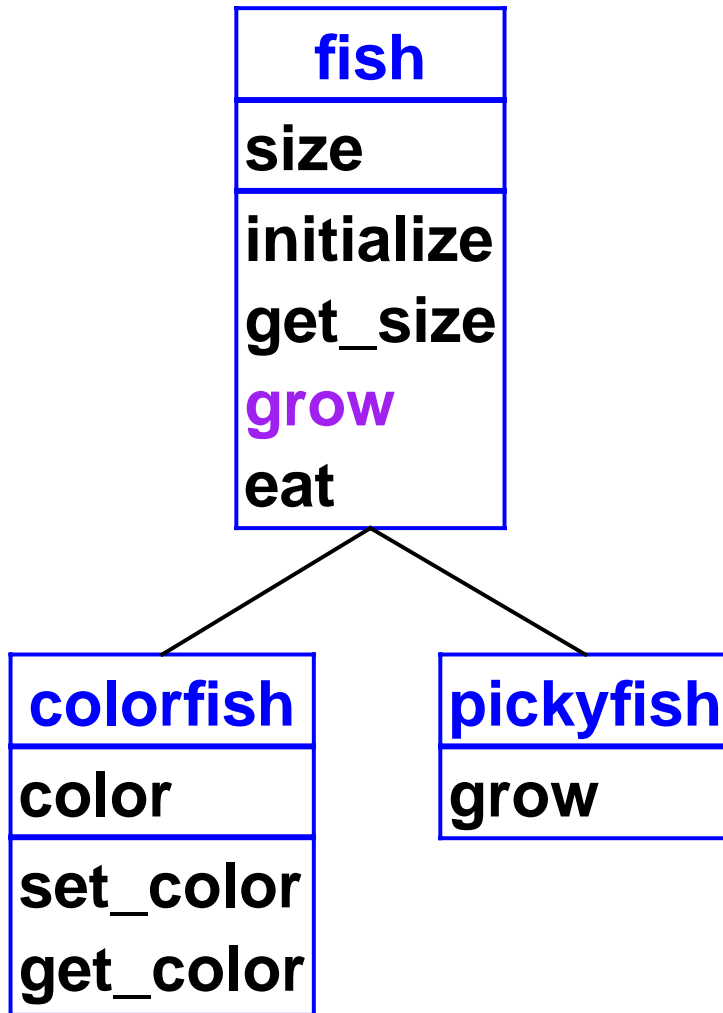 fish
size
initialize
get_size
grow
eat
colorfish
color
set_color
get_color
pickyfish
grow